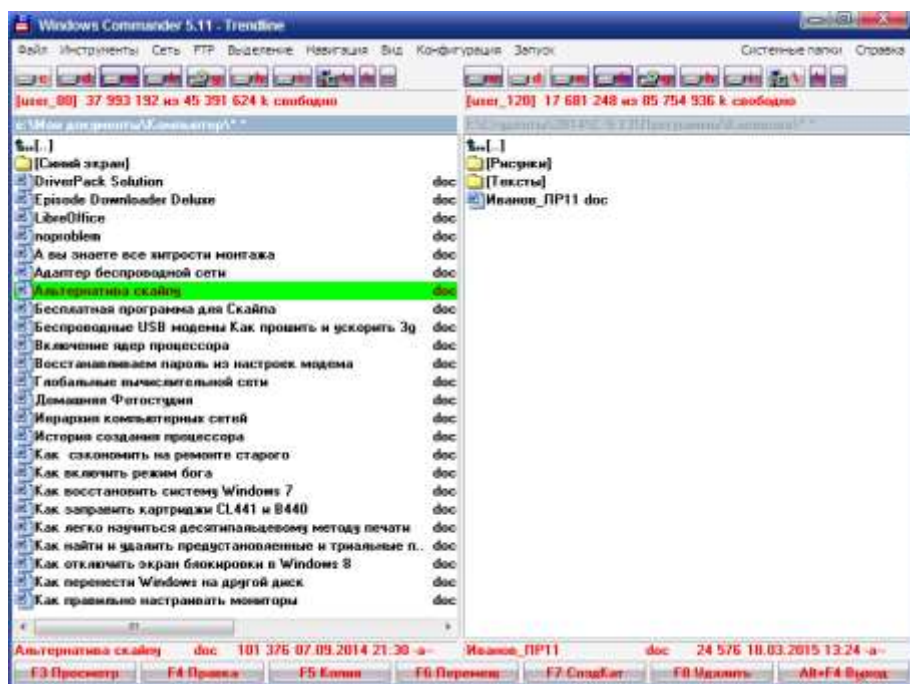 Windows Commander 5.11 - Trendline
Файл Инструменты Сеть FTP Выделение Навигация Вид Конфигурация Запуск Системные папки Справка
[user_80] 37 993 192 из 45 391 624 k свободно
[user_120] 17 681 248 из 85 754 936 k свободно
c:\Мои документы\Компьютер\*.*
[..]
[Синий экран]
DriverPack Solution doc
Episode Downloader Deluxe doc
LibreOffice doc
noproblem doc
А вы знаете все хитрости монтажа doc
Адаптер беспроводной сети doc
Альтернатива скайпу doc
Бесплатная программа для Скайпа doc
Беспроводные USB модемы Как прошить и ускорить 3g doc
Включение ядер процессора doc
Восстанавливаем пароль из настроек модема doc
Глобальные вычислительной сети doc
Домашняя Фотостудия doc
Иерархия компьютерных сетей doc
История создания процессора doc
Как сэкономить на ремонте старого doc
Как включить режим бога doc
Как восстановить систему Windows 7 doc
Как заправить картриджи CL441 и 8440 doc
Как легко научиться десятипальцевому методу печати doc
Как найти и удалить предустановленные и триальные п.. doc
Как отключить экран блокировки в Windows 8 doc
Как перенести Windows на другой диск doc
Как правильно настраивать мониторы doc
[..]
[Рисунки]
[Тексты]
Иванов_ПР11 doc
Альтернатива скайпу doc 101 376 07.09.2014 21:30 -a--
Иванов_ПР11 doc 24 576 18.03.2015 13:24 -a--
F3 Просмотр F4 Правка F5 Копия F6 Перемещ F7 СоздКат F8 Удалить Alt+F4 Выход